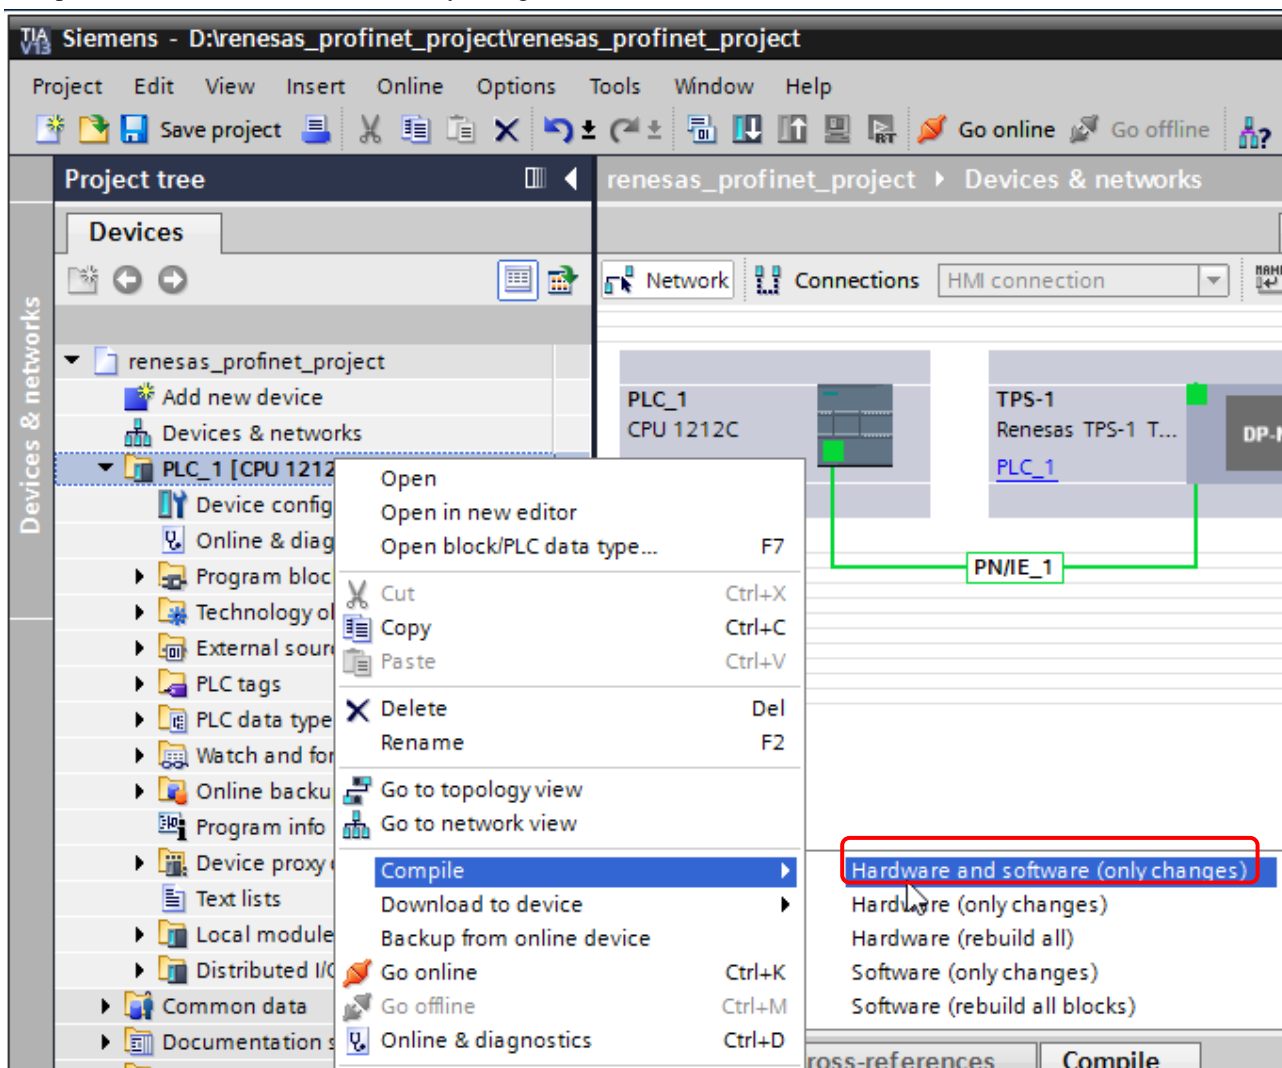 TIA V13 Siemens - D:\renesas_profinet_project\renesas_profinet_project
Project Edit View Insert Online Options Tools Window Help
Save project Go online Go offline
Project tree
renesas_profinet_project Devices & networks
Devices
Network Connections HMI connection
Devices & networks
renesas_profinet_project
Add new device
Devices & networks
PLC_1 [CPU 1212
Device config
Online & diag
Program bloc
Technology ol
External sour
PLC tags
PLC data type
Watch and for
Online backu
Program info
Device proxy
Text lists
Local module
Distributed I/O
Common data
Documentation s
PLC_1
CPU 1212C
TPS-1
Renesas TPS-1 T...
PLC_1
DP-N
PN/IE_1
Open
Open in new editor
Open block/PLC data type... F7
Cut Ctrl+X
Copy Ctrl+C
Paste Ctrl+V
Delete Del
Rename F2
Go to topology view
Go to network view
Compile
Download to device
Backup from online device
Go online Ctrl+K
Go offline Ctrl+M
Online & diagnostics Ctrl+D
Hardware and software (only changes)
Hardware (only changes)
Hardware (rebuild all)
Software (only changes)
Software (rebuild all blocks)
ross-references Compile